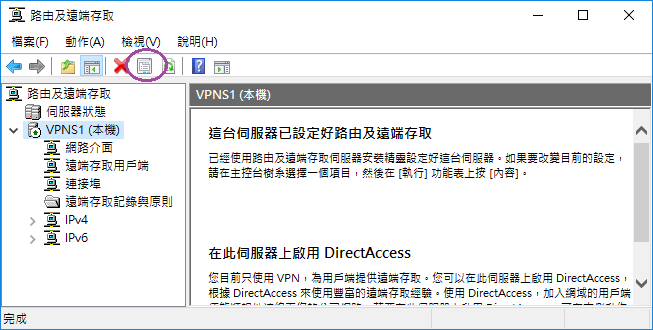 路由及遠端存取
檔案(F) 動作(A) 檢視(V) 說明(H)
路由及遠端存取
伺服器狀態
VPNS1 (本機)
網路介面
遠端存取用戶端
連接埠
遠端存取記錄與原則
IPv4
IPv6
VPNS1 (本機)
這台伺服器已設定好路由及遠端存取
已經使用路由及遠端存取伺服器安裝精靈設定好這台伺服器。如果要改變目前的設定，
請在主控台樹系選擇一個項目，然後在 [執行] 功能表上按 [內容]。
在此伺服器上啟用 DirectAccess
您目前只使用 VPN，為用戶端提供遠端存取。您可以在此伺服器上啟用 DirectAccess，
根據 DirectAccess 來使用豐富的遠端存取經驗。使用 DirectAccess，加入網域的用戶端
完成